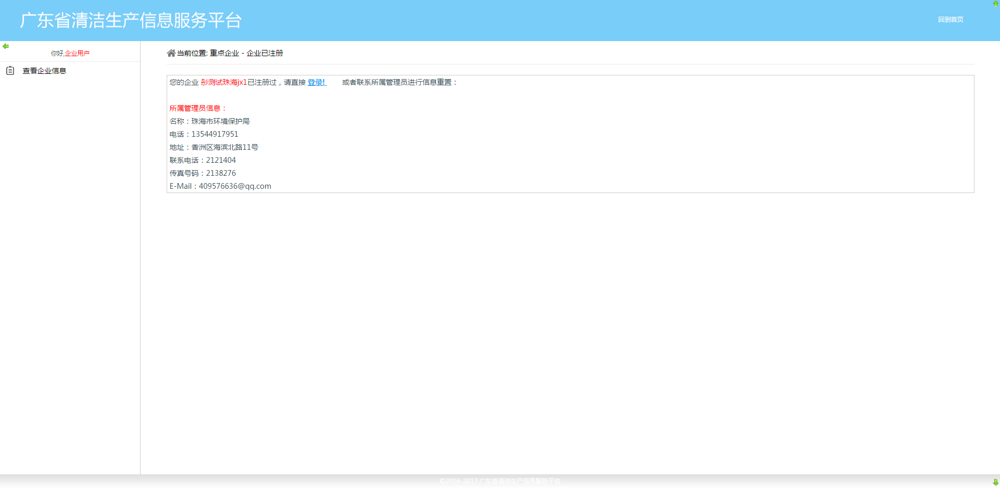 广东省清洁生产信息服务平台
回到首页
你好,企业用户
查看企业信息
当前位置: 重点企业 - 企业已注册
您的企业 彤测试珠海jx1已注册过，请直接 登录! 或者联系所属管理员进行信息重置：
所属管理员信息：
名称：珠海市环境保护局
电话：13544917951
地址：香洲区海滨北路11号
联系电话：2121404
传真号码：2138276
E-Mail：409576636@qq.com
©2016-2017 广东省清洁生产信息服务平台